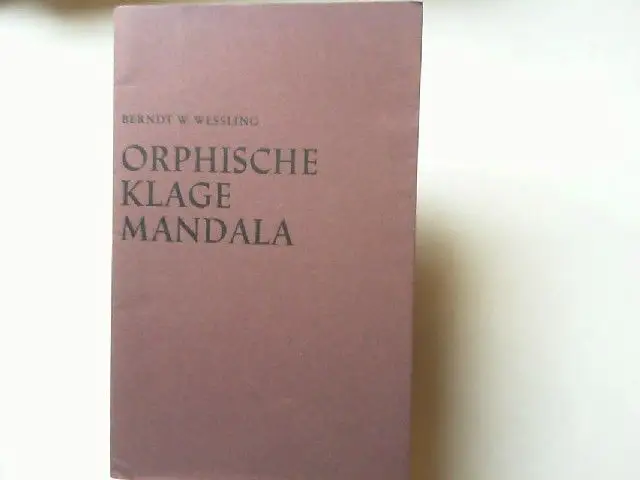 BERNDT W. WESSLING
ORPHISCHE
KLAGE
MANDALA